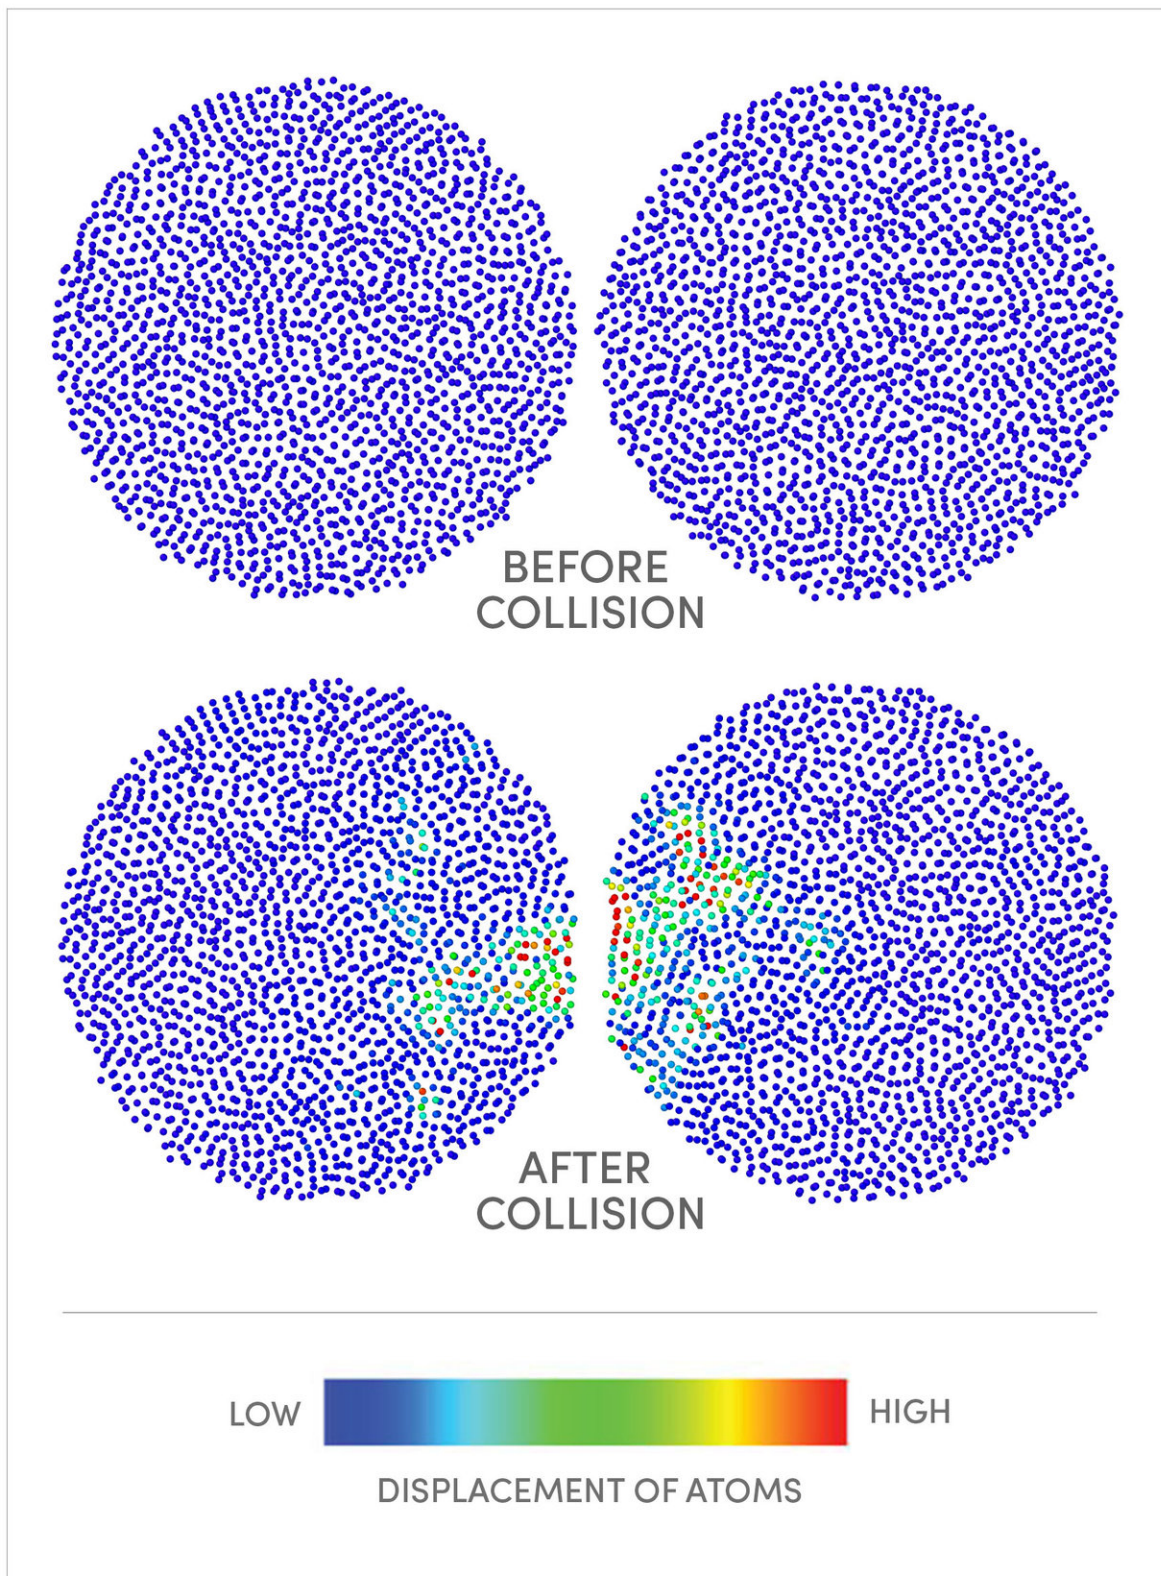 BEFORE
COLLISION
AFTER
COLLISION
LOW
HIGH
DISPLACEMENT OF ATOMS